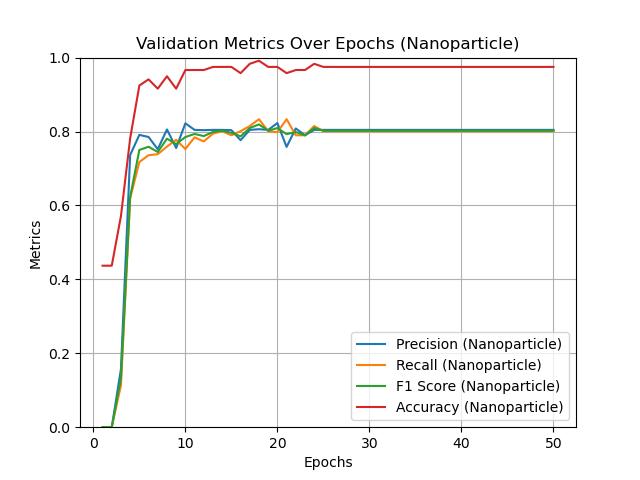 Validation Metrics Over Epochs (Nanoparticle)
1.0
0.8
0.6
0.4
0.2
0.0
Metrics
0
10
20
30
40
50
Epochs
Precision (Nanoparticle)
Recall (Nanoparticle)
F1 Score (Nanoparticle)
Accuracy (Nanoparticle)